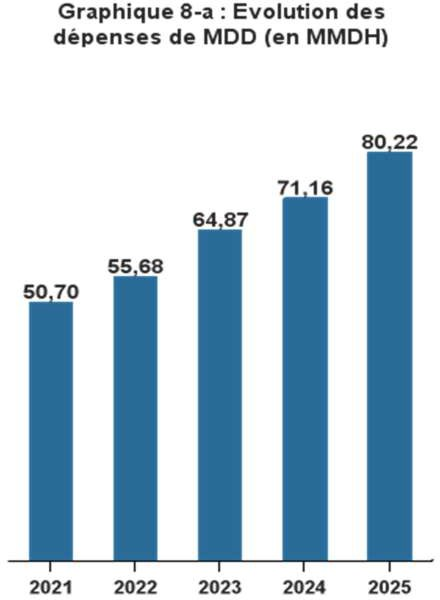 Graphique 8-a : Evolution des
dépenses de MDD (en MMDH)
80,22
71,16
64,87
55,68
50,70
2021 2022 2023 2024 2025